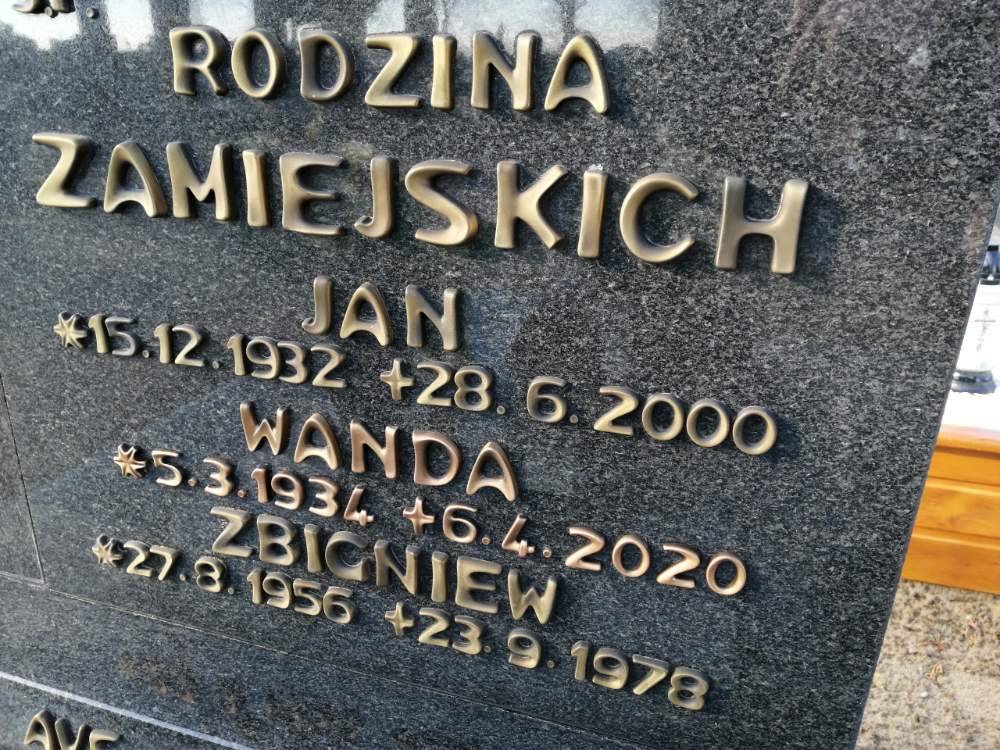 RODZINA
ZAMIEJSKICH
JAN
*15.12.1932 +28.6.2000
WANDA
*5.3.1934 +6.4.2020
ZBIGNIEW
*27.8.1956 +23.9.1978